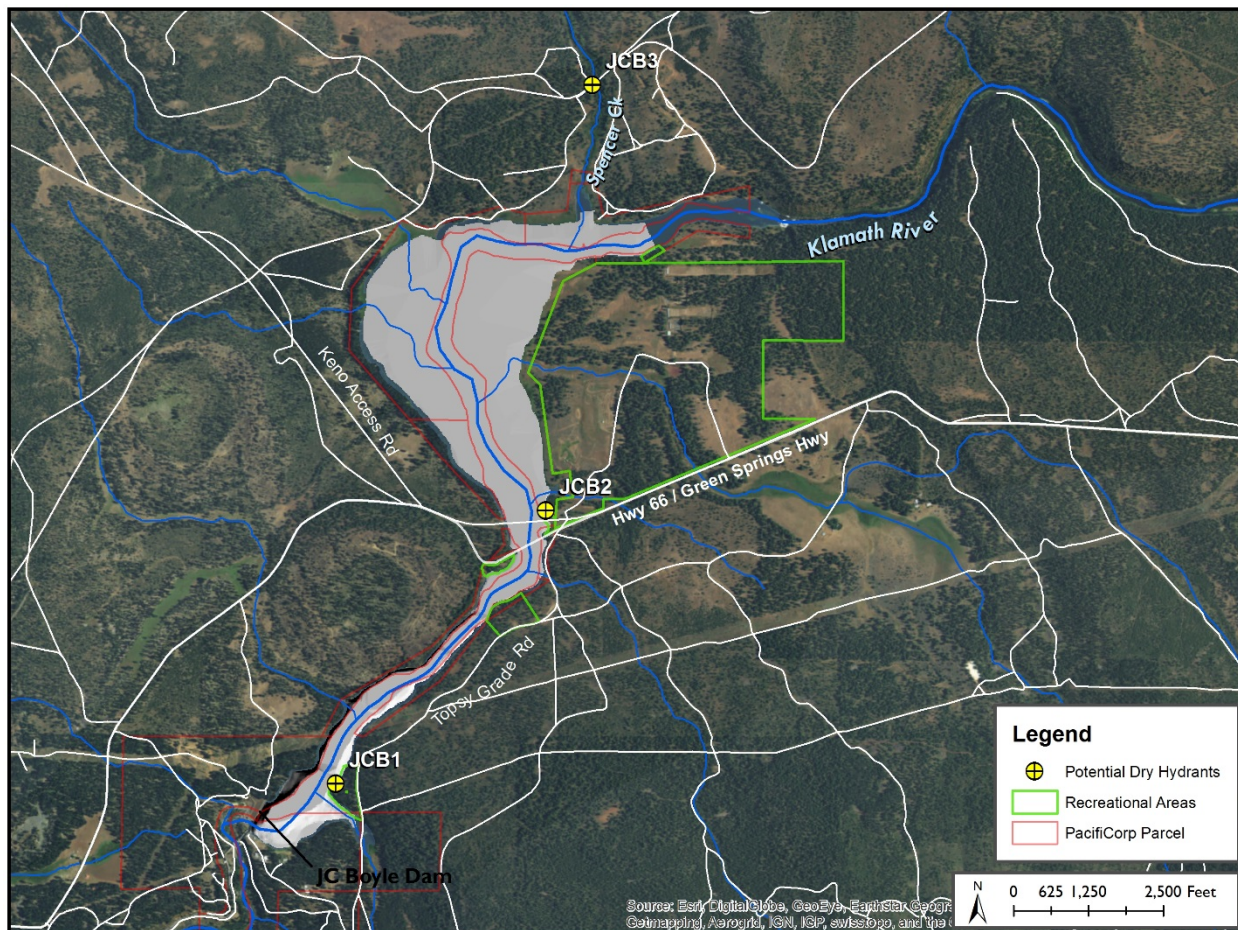 JCB3
Spencer Ck
Klamath River
Keno Access Rd
JCB2
Hwy 66 / Green Springs Hwy
Topsy Grade Rd
JCB1
JC Boyle Dam
Legend
Potential Dry Hydrants
Recreational Areas
PacifiCorp Parcel
N
0 625 1,250 2,500 Feet
Source: Esri, DigitalGlobe, GeoEye, Earthstar Geogra
Getmapping, Aerogrid, IGN, IGP, swisstopo, and the